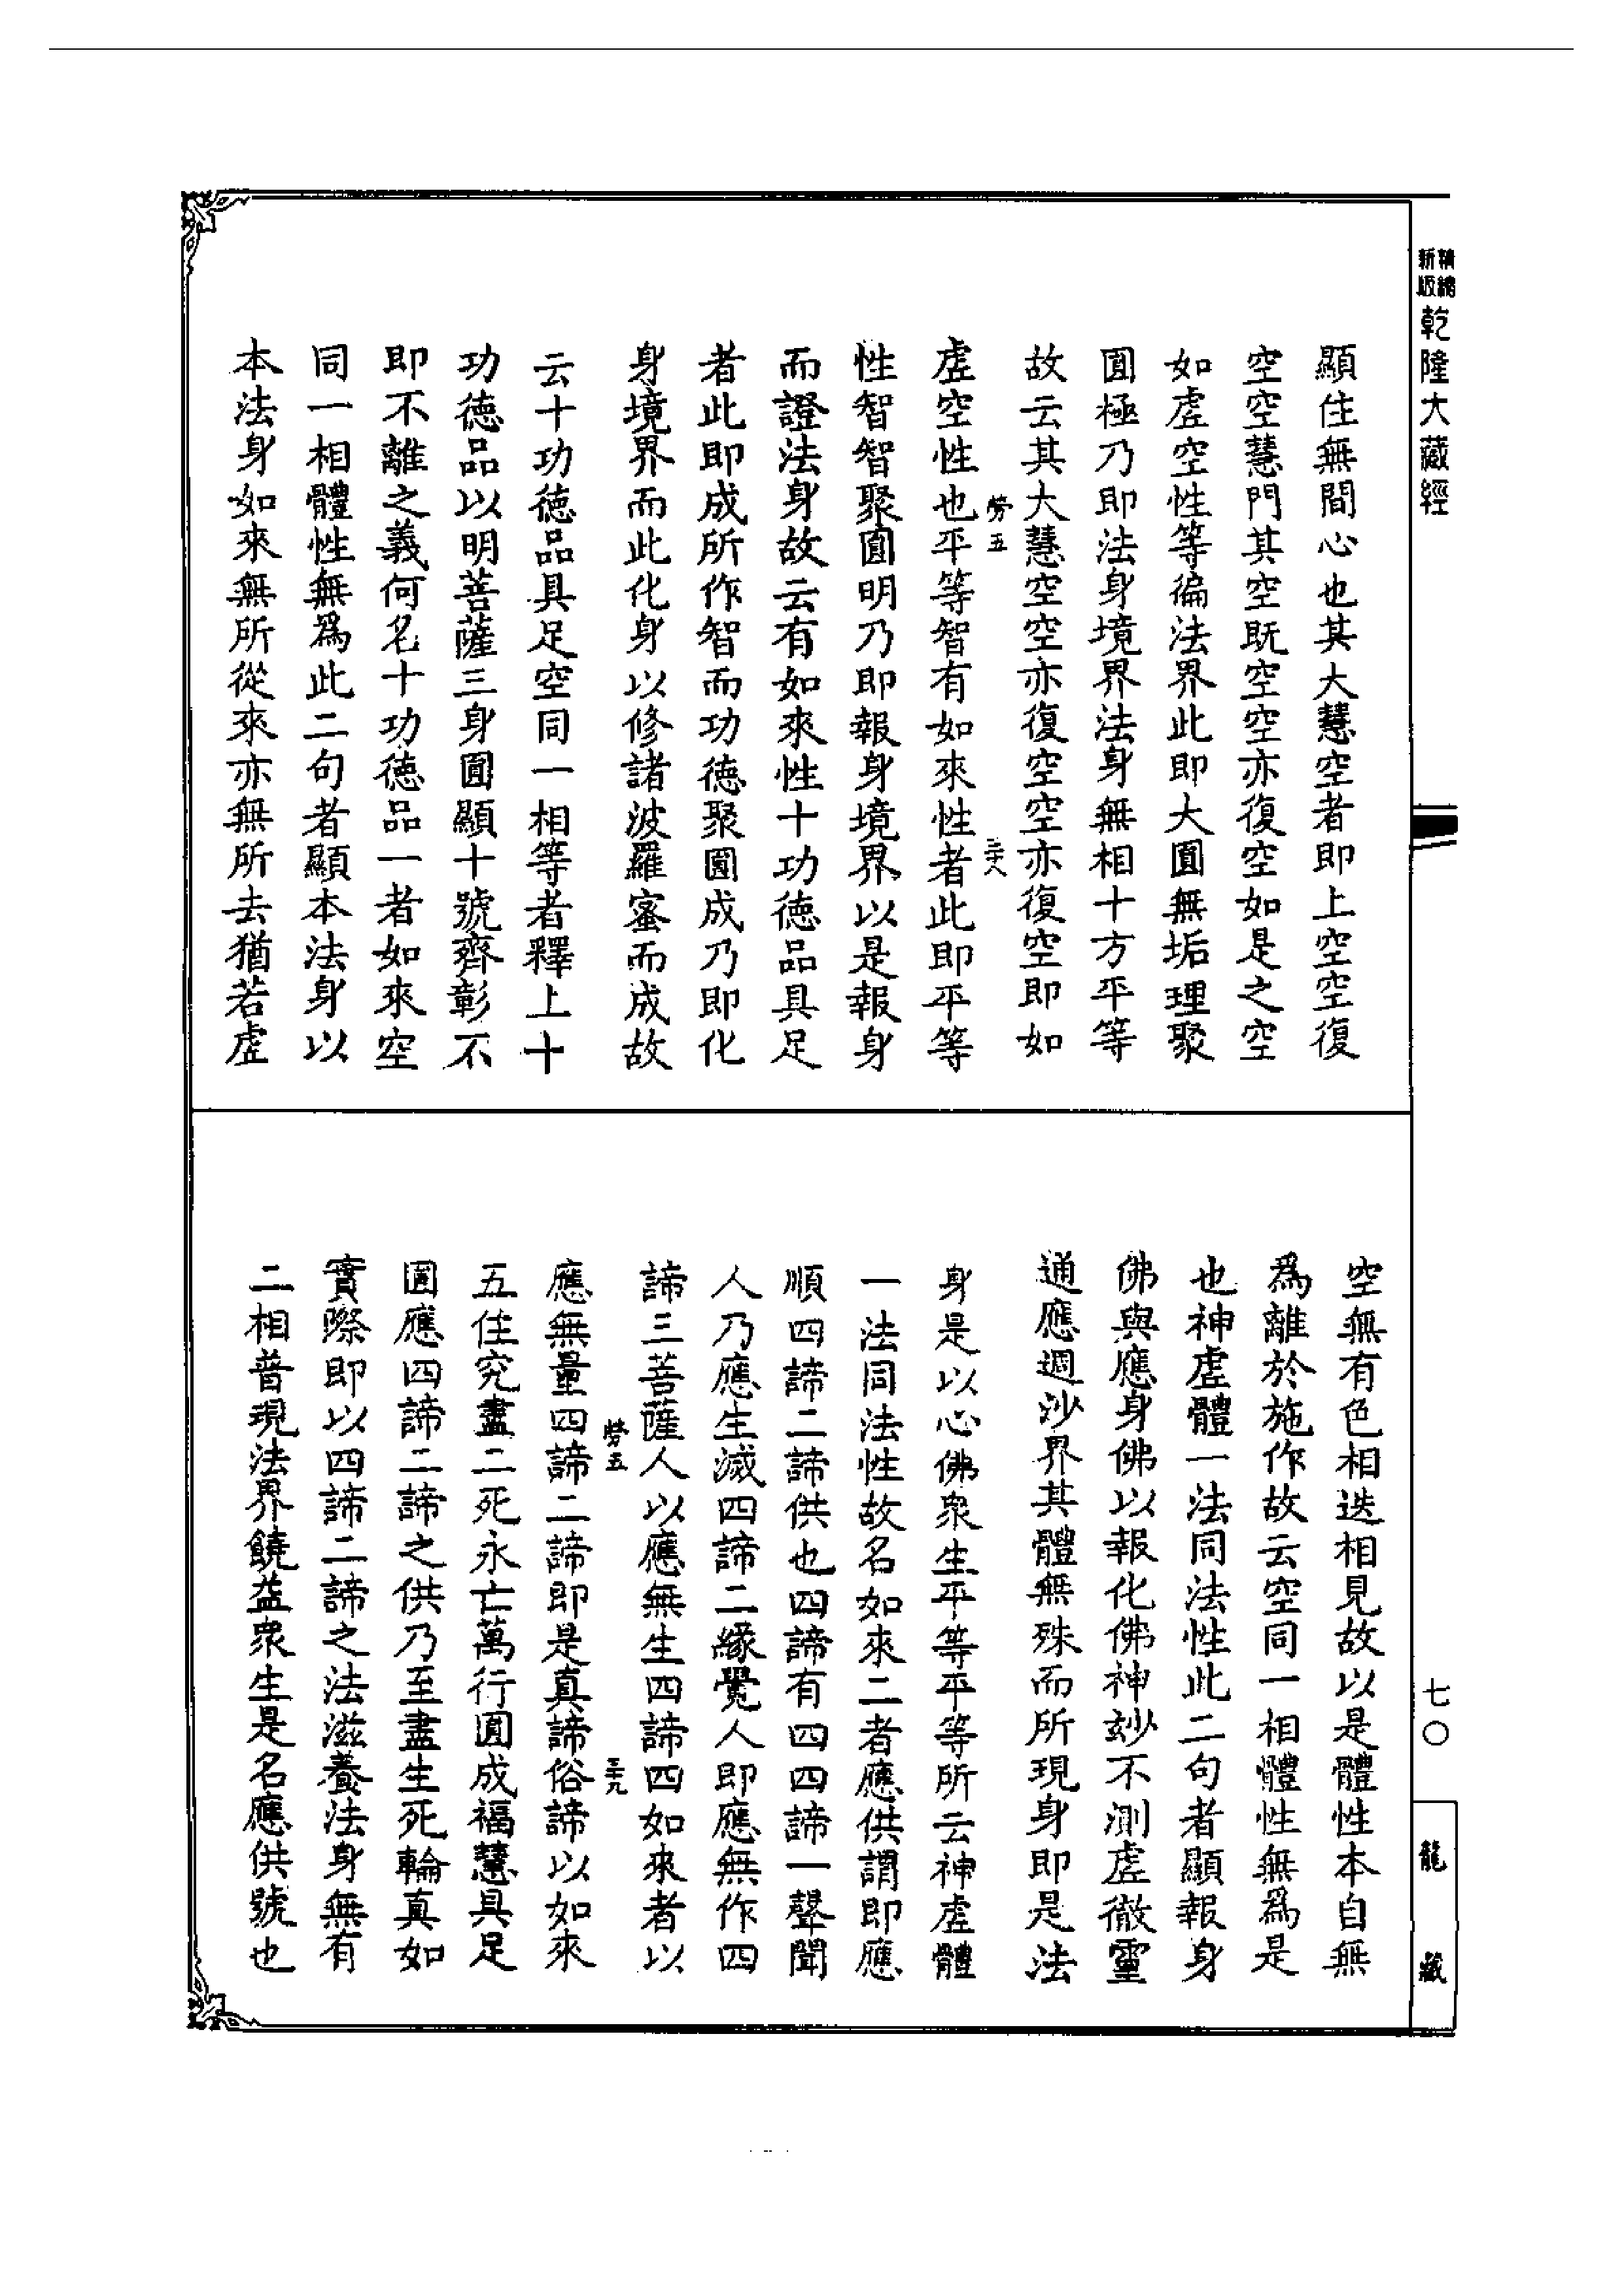 精繕
新版
乾隆大藏經
顯住無間心也其大慧空者即上空空復
空空慧門其空既空空亦復空如是之空
如虛空性等徧法界此即大圓無垢理聚
圓極乃即法身境界法身無相十方平等
故云其大慧空空亦復空空亦復空即如
勞五
三六
虛空性也平等智有如來性者此即平等
性智智聚圓明乃即報身境界以是報身
而證法身故云有如來性十功德品具足
者此即成所作智而功德聚圓成乃即化
身境界而此化身以修諸波羅蜜而成故
云十功德品具足空同一相等者釋上十
功德品以明菩薩三身圓顯十號齊彰不
即不離之義何名十功德品一者如來空
同一相體性無為此二句者顯本法身以
本法身如來無所從來亦無所去猶若虛
空無有色相迭相見故以是體性本自無
為離於施作故云空同一相體性無為是
也神虛體一法同法性此二句者顯報身
佛與應身佛以報化佛神玅不測虛徹靈
通應週沙界其體無殊而所現身即是法
身是以心佛眾生平等平等所云神虛體
一法同法性故名如來二者應供謂即應
順四諦二諦供也四諦有四四諦一聲聞
人乃應生滅四諦二緣覺人即應無作四
諦三菩薩人以應無生四諦四如來者以
勞五
三九
應無量四諦二諦即是真諦俗諦以如來
五住究盡二死永亡萬行圓成福慧具足
圓應四諦二諦之供乃至盡生死輪真如
實際即以四諦二諦之法滋養法身無有
二相普現法界饒益眾生是名應供號也
七〇
龍藏